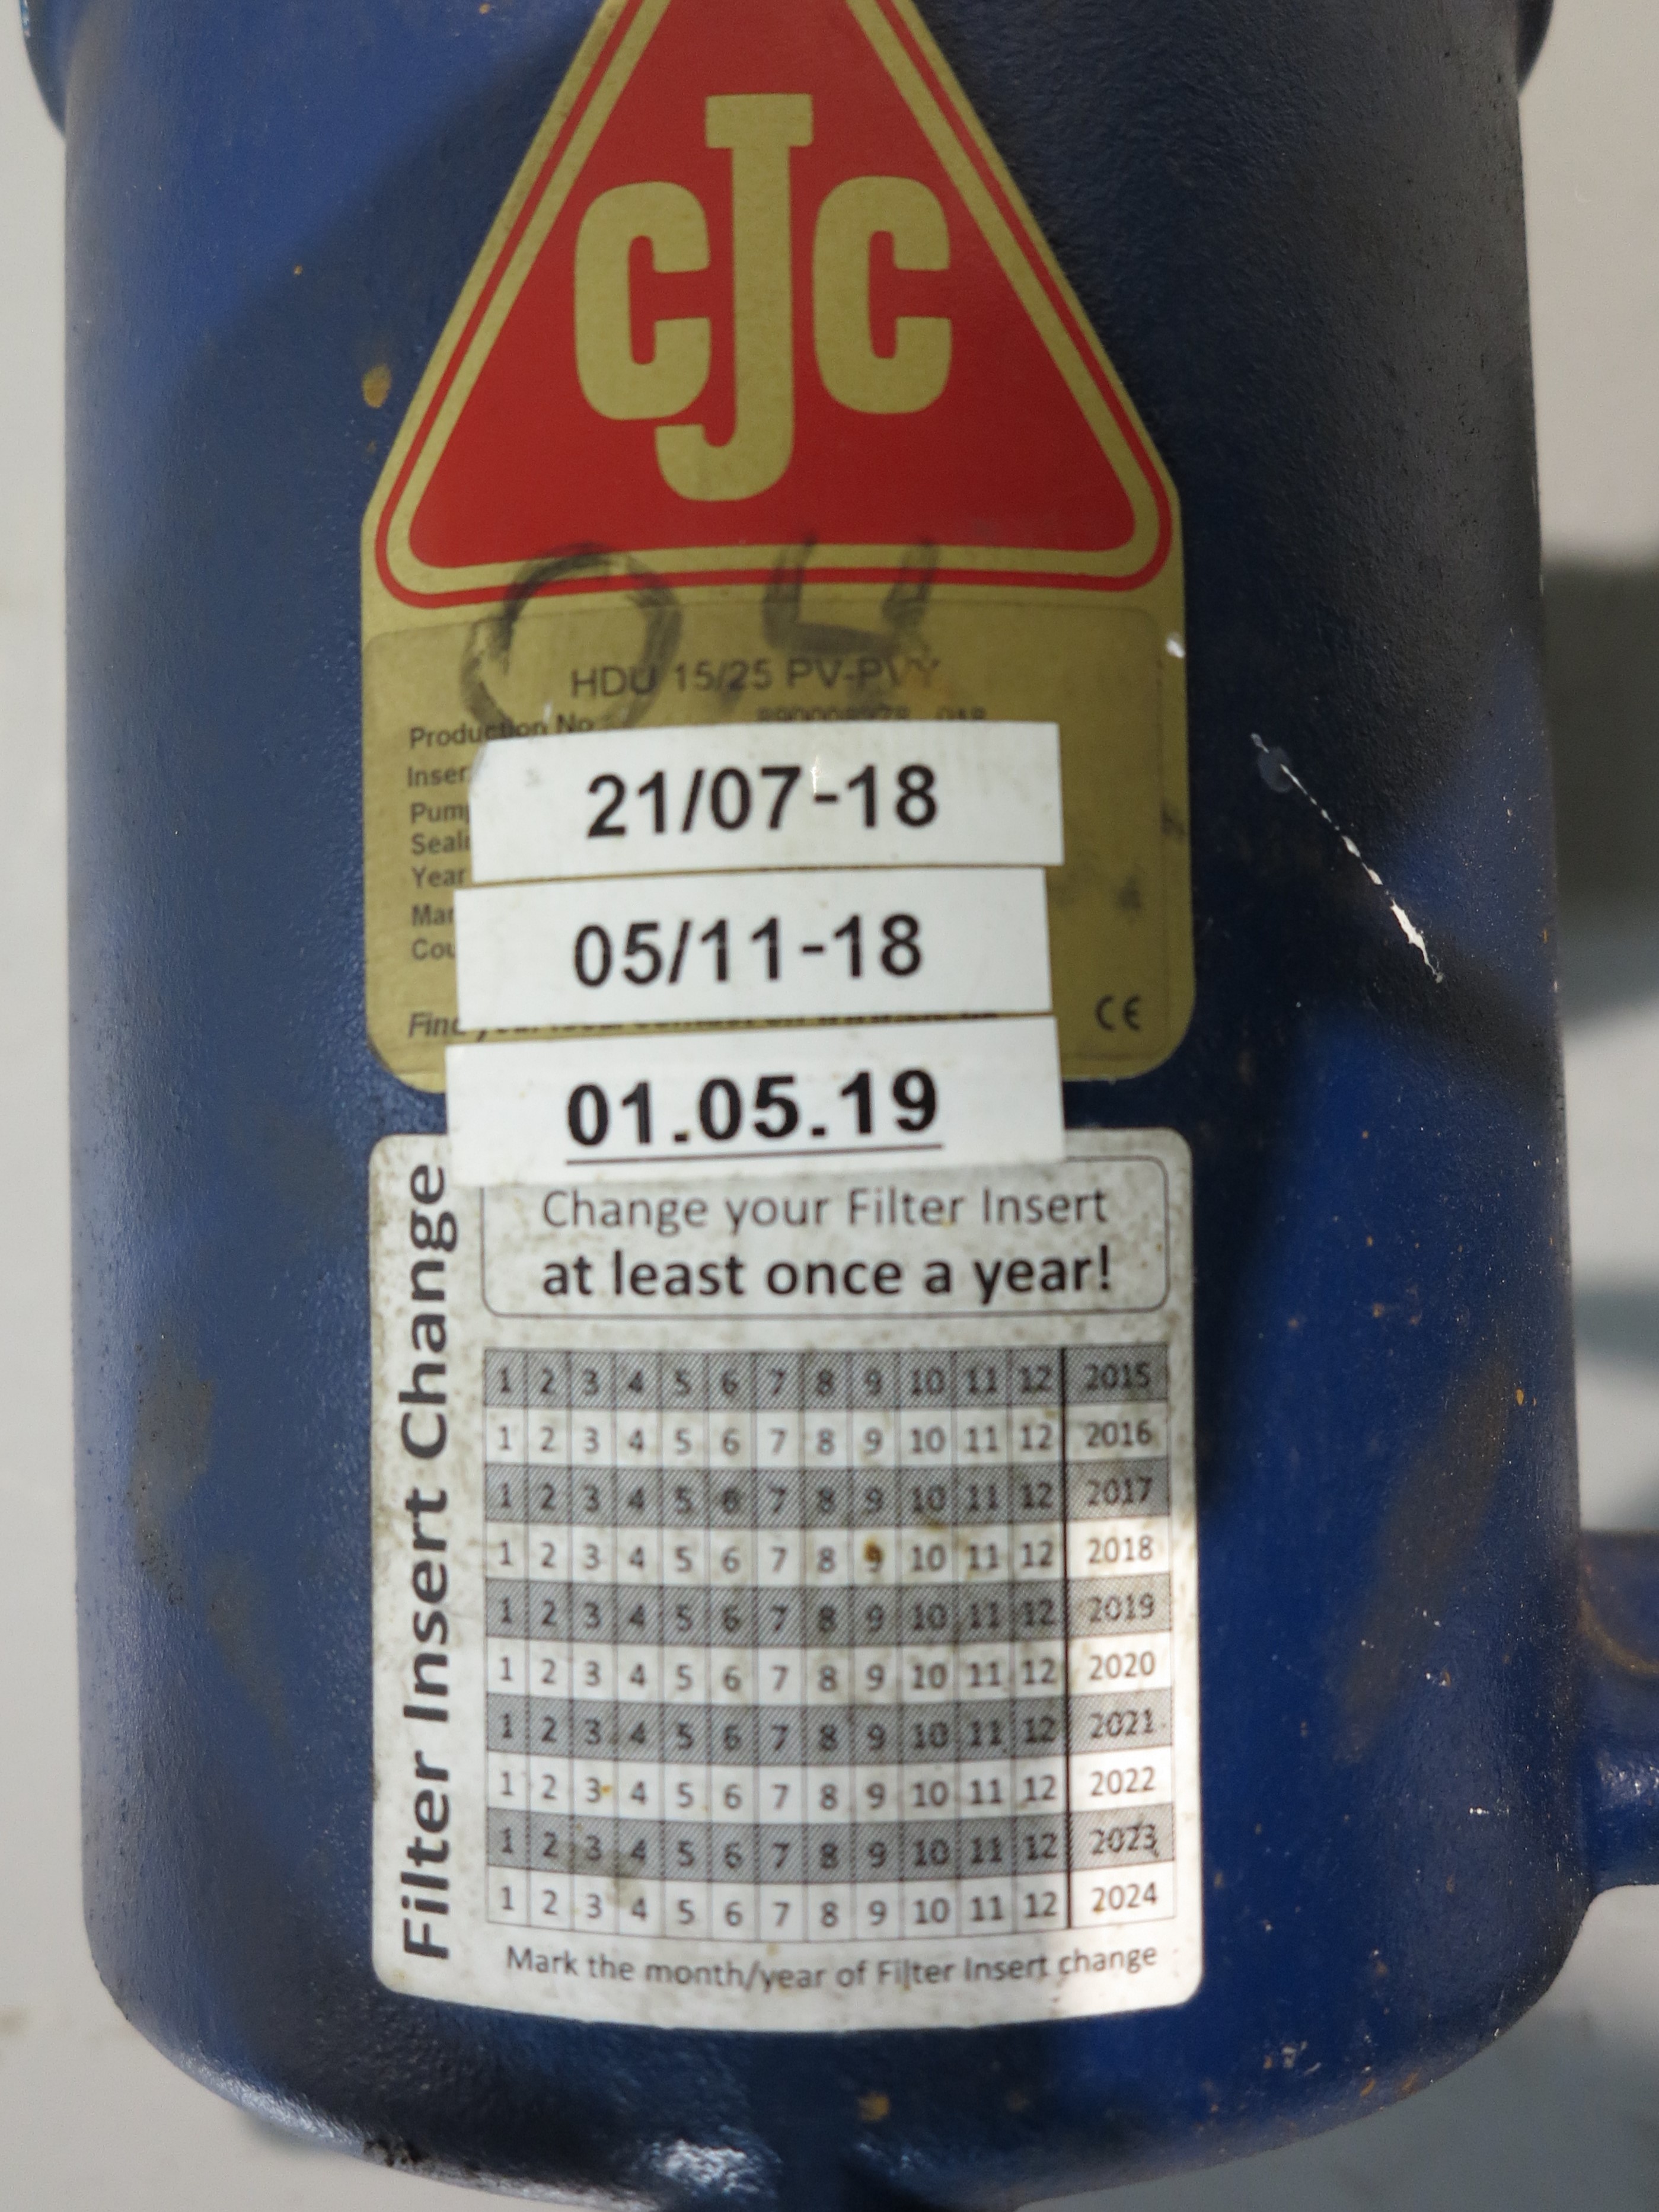 CJC
04
HDU 15/25 PV-PVY
Production No
21/07-18
Year
05/11-18
CE
01.05.19
Filter Insert Change
Change your Filter Insert
at least once a year!
1 2 3 4 5 6 7 8 9 10 11 12 2015
1 2 3 4 5 6 7 8 9 10 11 12 2016
1 2 3 4 5 6 7 8 9 10 11 12 2017
1 2 3 4 5 6 7 8 9 10 11 12 2018
1 2 3 4 5 6 7 8 9 10 11 12 2019
1 2 3 4 5 6 7 8 9 10 11 12 2020
1 2 3 4 5 6 7 8 9 10 11 12 2021
1 2 3 4 5 6 7 8 9 10 11 12 2022
1 2 3 4 5 6 7 8 9 10 11 12 2023
1 2 3 4 5 6 7 8 9 10 11 12 2024
Mark the month/year of Filter Insert change